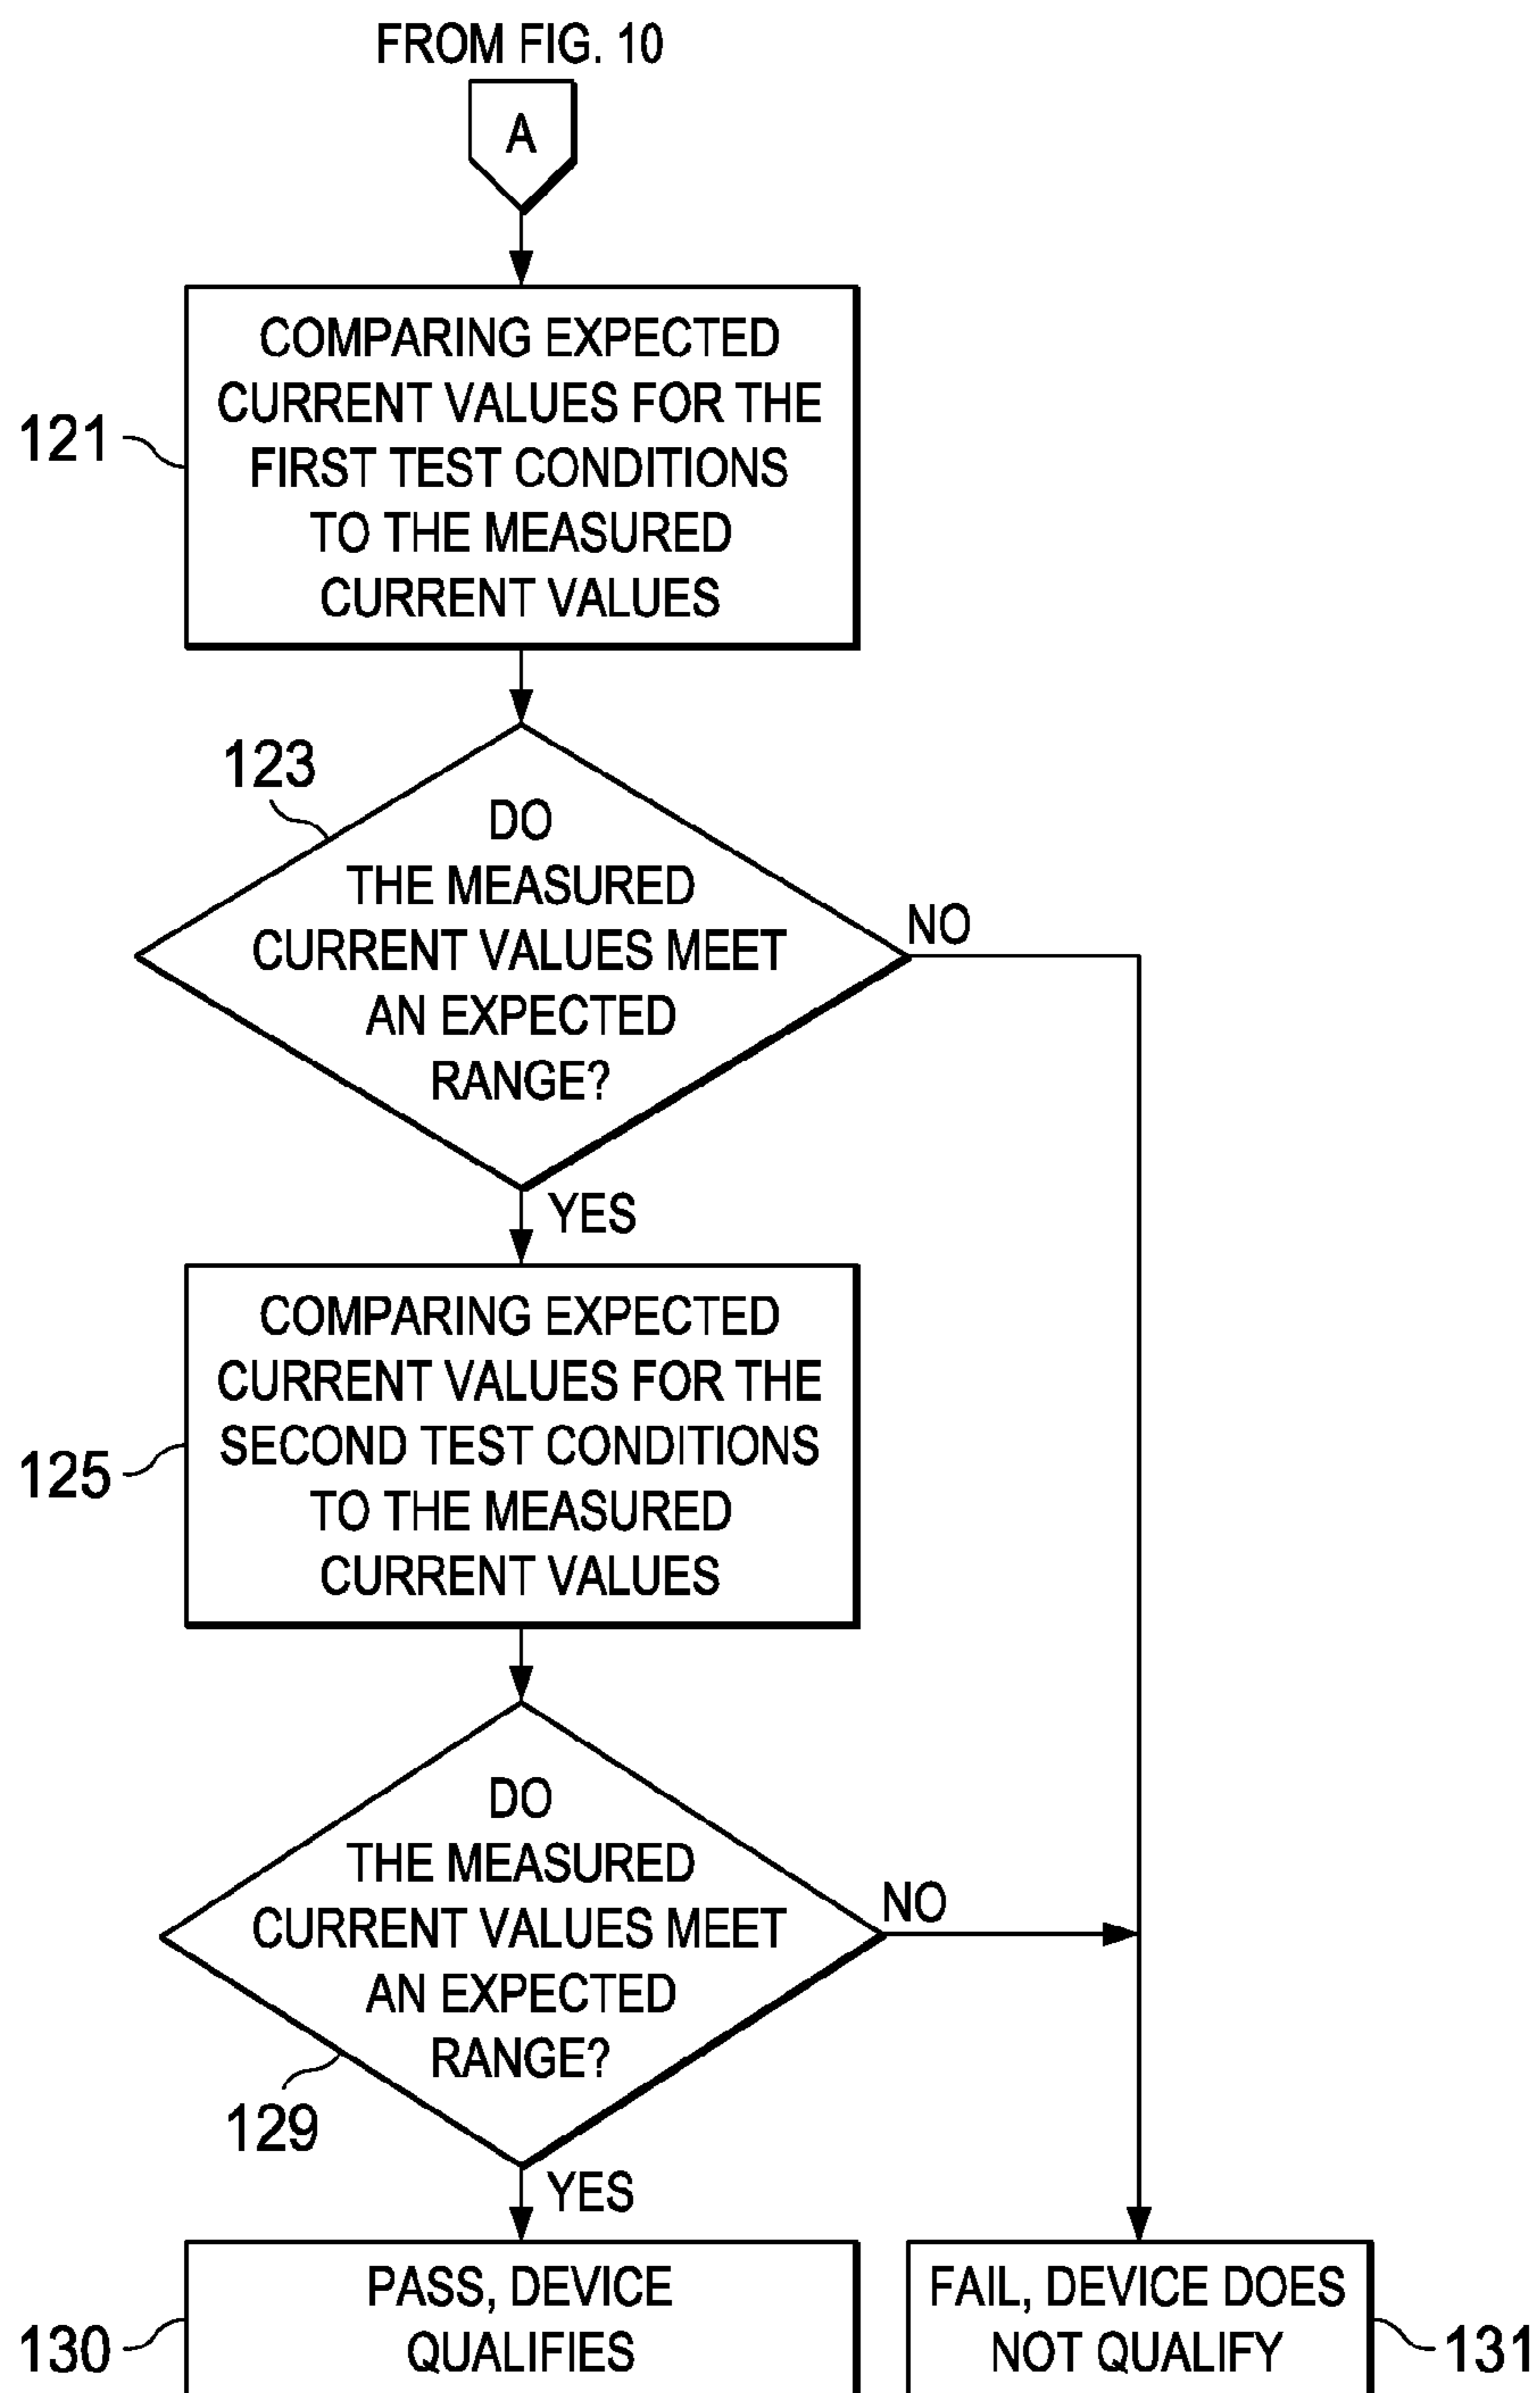 FROM FIG. 10
A
COMPARING EXPECTED
CURRENT VALUES FOR THE
FIRST TEST CONDITIONS
TO THE MEASURED
CURRENT VALUES
121
123
DO
THE MEASURED
CURRENT VALUES MEET
AN EXPECTED
RANGE?
NO
YES
COMPARING EXPECTED
CURRENT VALUES FOR THE
SECOND TEST CONDITIONS
TO THE MEASURED
CURRENT VALUES
125
DO
THE MEASURED
CURRENT VALUES MEET
AN EXPECTED
RANGE?
NO
129
YES
PASS, DEVICE
QUALIFIES
130
FAIL, DEVICE DOES
NOT QUALIFY
131